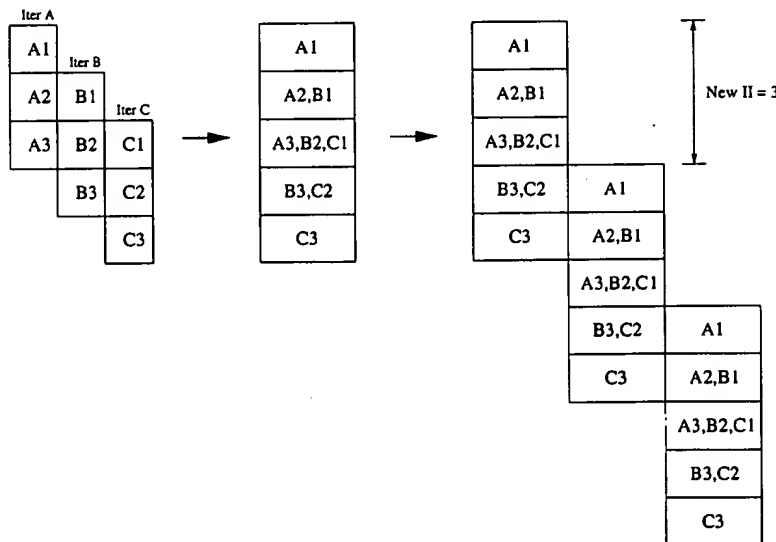 Iter A
A1
Iter B
A2
B1
Iter C
A3
B2
C1
B3
C2
C3
A1
A2,B1
A3,B2,C1
B3,C2
C3
A1
A2,B1
A3,B2,C1
B3,C2
C3
New II = 3
A1
A2,B1
A3,B2,C1
B3,C2
C3
A1
A2,B1
A3,B2,C1
B3,C2
C3